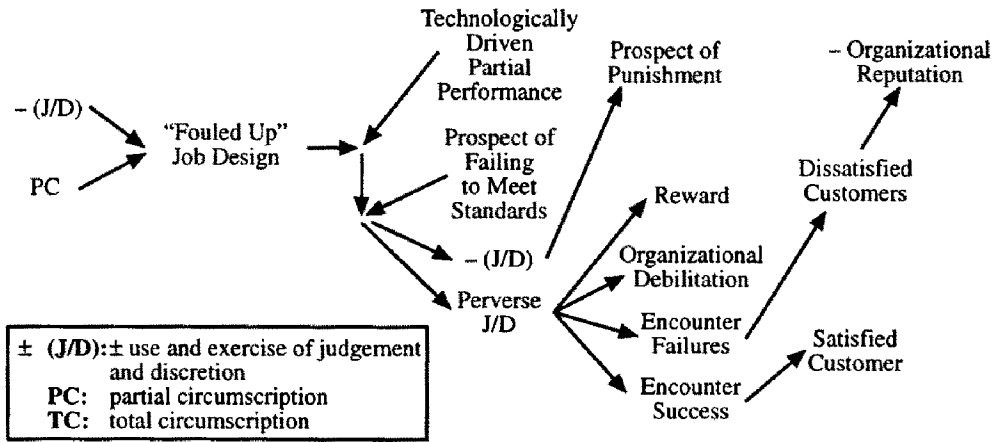 Technologically
Driven
Partial
Performance
Prospect of
Punishment
– Organizational
Reputation
– (J/D)
PC
“Fouled Up”
Job Design
Prospect of
Failing
to Meet
Standards
Dissatisfied
Customers
– (J/D)
Perverse
J/D
Reward
Organizational
Debilitation
Encounter
Failures
Encounter
Success
Satisfied
Customer
± (J/D): ± use and exercise of judgement
and discretion
PC: partial circumscription
TC: total circumscription